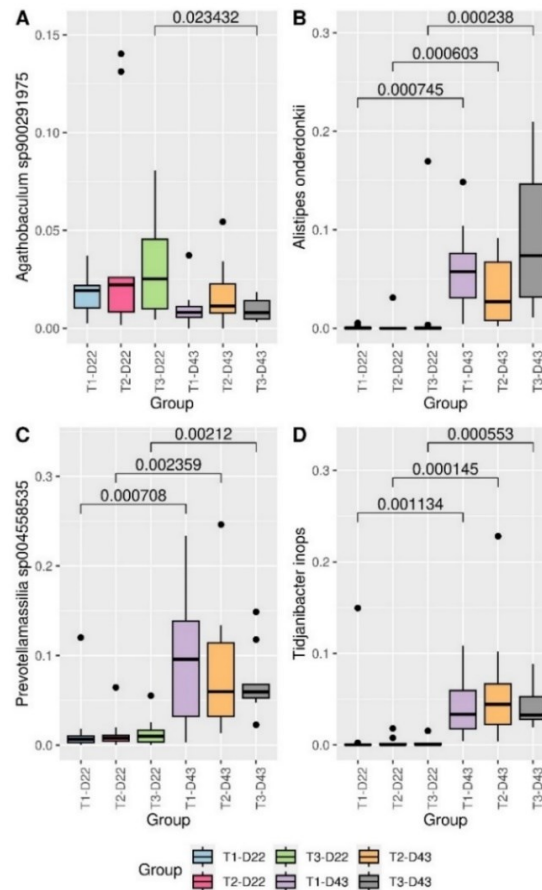 A
0.023432
0.15
0.10
0.05
0.00
Agathobaculum sp900291975
T1-D22
T2-D22
T3-D22
T1-D43
T2-D43
T3-D43
Group
B
0.000238
0.000603
0.000745
0.3
0.2
0.1
0.0
Alistipes onderdonkii
T1-D22
T2-D22
T3-D22
T1-D43
T2-D43
T3-D43
Group
C
0.00212
0.002359
0.000708
0.3
0.2
0.1
0.0
Prevotellamassilia sp004558535
T1-D22
T2-D22
T3-D22
T1-D43
T2-D43
T3-D43
Group
D
0.000553
0.000145
0.001134
0.3
0.2
0.1
0.0
Tidjanibacter inops
T1-D22
T2-D22
T3-D22
T1-D43
T2-D43
T3-D43
Group
Group
T1-D22
T3-D22
T2-D43
T2-D22
T1-D43
T3-D43